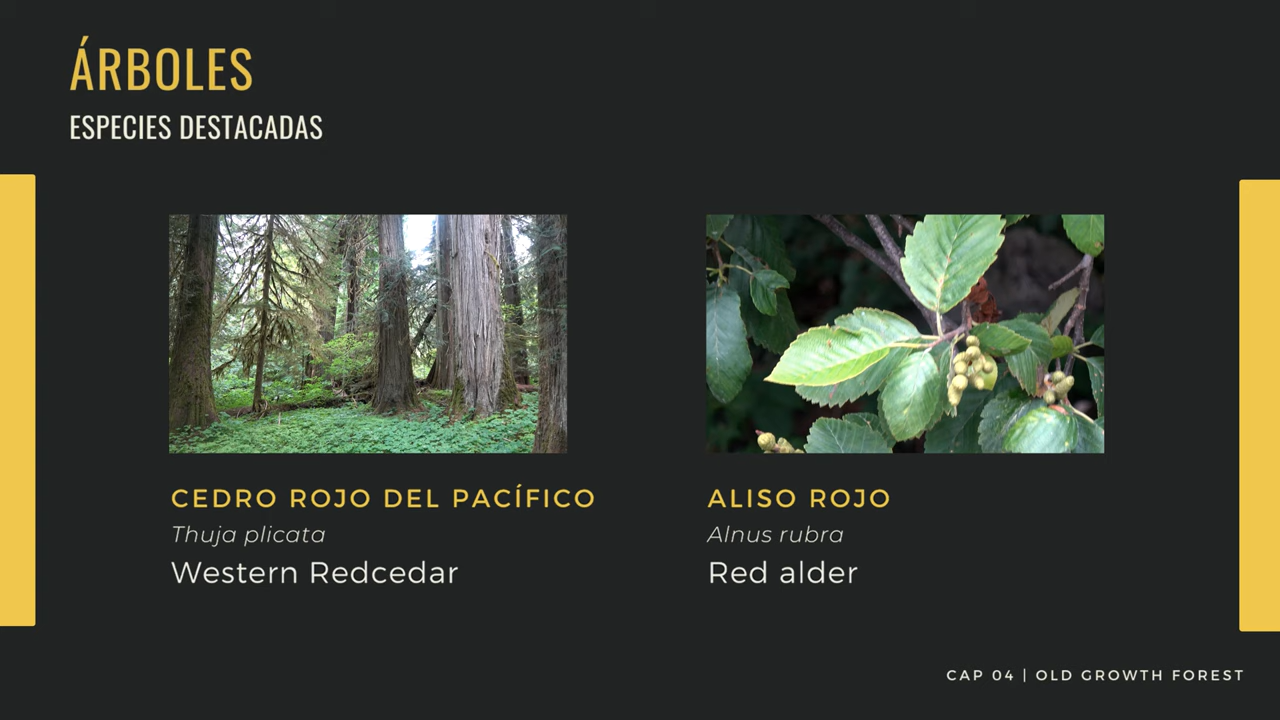 ÁRBOLES
ESPECIES DESTACADAS
CEDRO ROJO DEL PACÍFICO
Thuja plicata
Western Redcedar
ALISO ROJO
Alnus rubra
Red alder
CAP 04 | OLD GROWTH FOREST